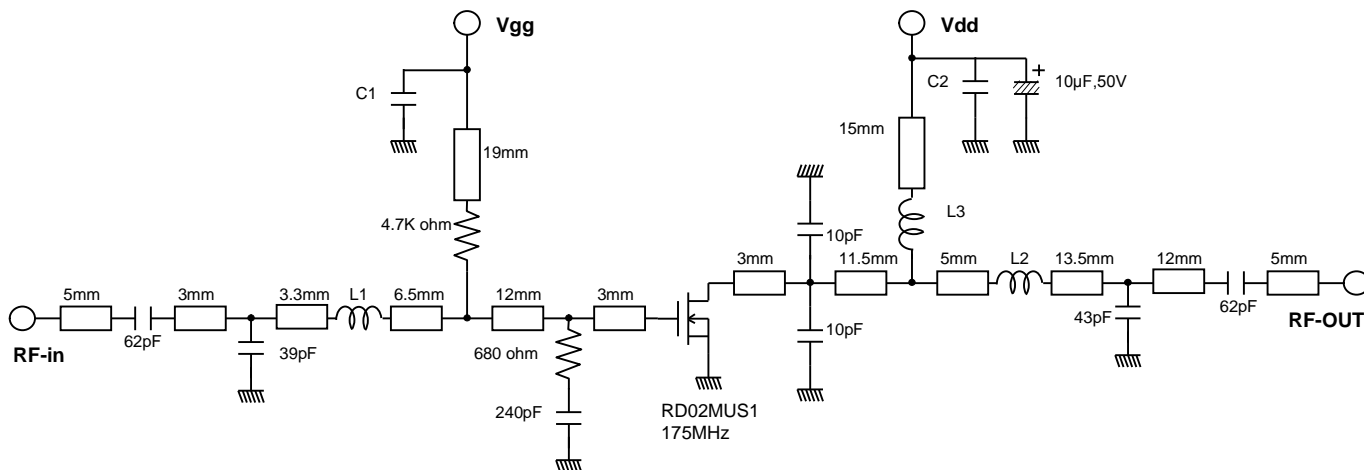 Vgg
Vdd
C1
C2
10µF,50V
+
19mm
15mm
4.7K ohm
L3
10pF
3mm
11.5mm
5mm
L2
13.5mm
12mm
5mm
5mm
3mm
3.3mm
L1
6.5mm
12mm
3mm
RF-in
62pF
39pF
680 ohm
10pF
43pF
62pF
RF-OUT
240pF
RD02MUS1
175MHz